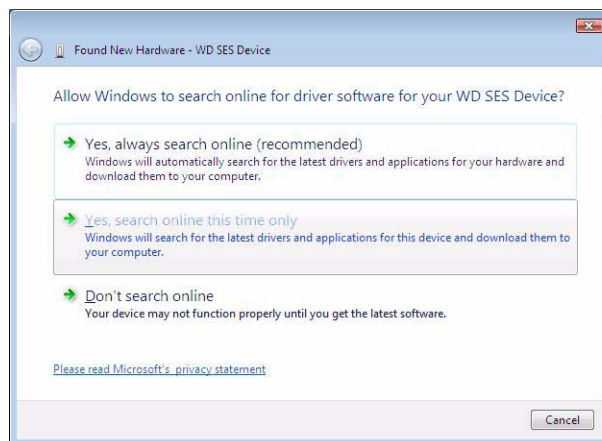 Found New Hardware - WD SES Device
Allow Windows to search online for driver software for your WD SES Device?
Yes, always search online (recommended)
Windows will automatically search for the latest drivers and applications for your hardware and
download them to your computer.
Yes, search online this time only
Windows will search for the latest drivers and applications for this device and download them to
your computer.
Don't search online
Your device may not function properly until you get the latest software.
Please read Microsoft's privacy statement
Cancel